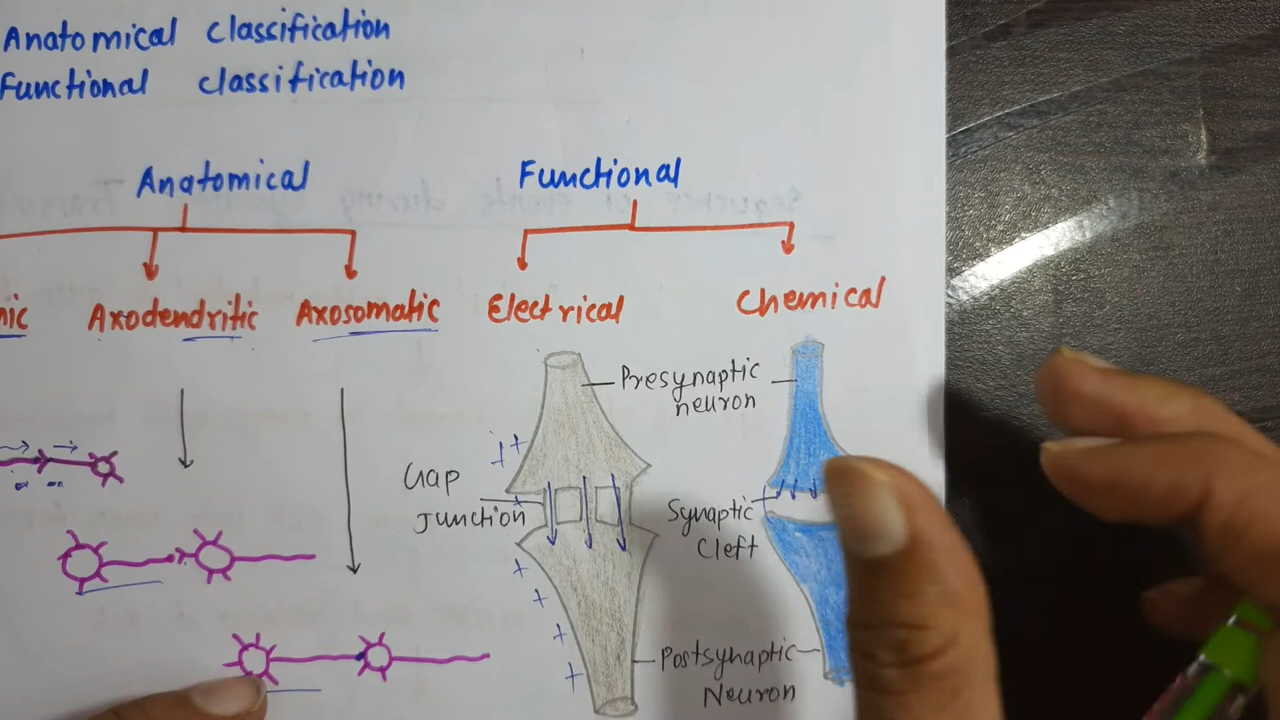 Anatomical classification
Functional classification
Anatomical
Functional
Axodendritic
Axosomatic
Electrical
Chemical
Presynaptic
neuron
Gap
Junction
Synaptic
Cleft
Postsynaptic
Neuron